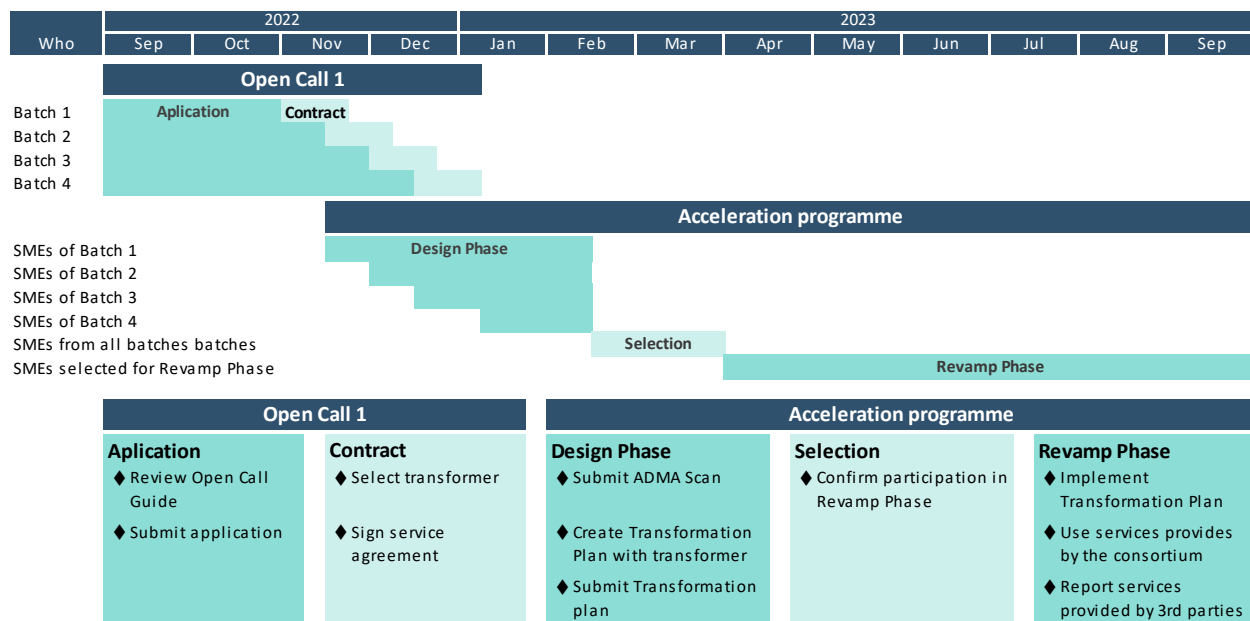 2022 2023
Who Sep Oct Nov Dec Jan Feb Mar Apr May Jun Jul Aug Sep
Open Call 1
Batch 1 Aplication Contract
Batch 2
Batch 3
Batch 4
Acceleration programme
SMEs of Batch 1 Design Phase
SMEs of Batch 2
SMEs of Batch 3
SMEs of Batch 4
SMEs from all batches batches Selection
SMEs selected for Revamp Phase Revamp Phase
Open Call 1
Aplication
♦ Review Open Call
Guide
♦ Submit application
Contract
♦ Select transformer
♦ Sign service
agreement
Acceleration programme
Design Phase
♦ Submit ADMA Scan
♦ Create Transformation
Plan with transformer
♦ Submit Transformation
plan
Selection
♦ Confirm participation in
Revamp Phase
Revamp Phase
♦ Implement
Transformation Plan
♦ Use services provides
by the consortium
♦ Report services
provided by 3rd parties